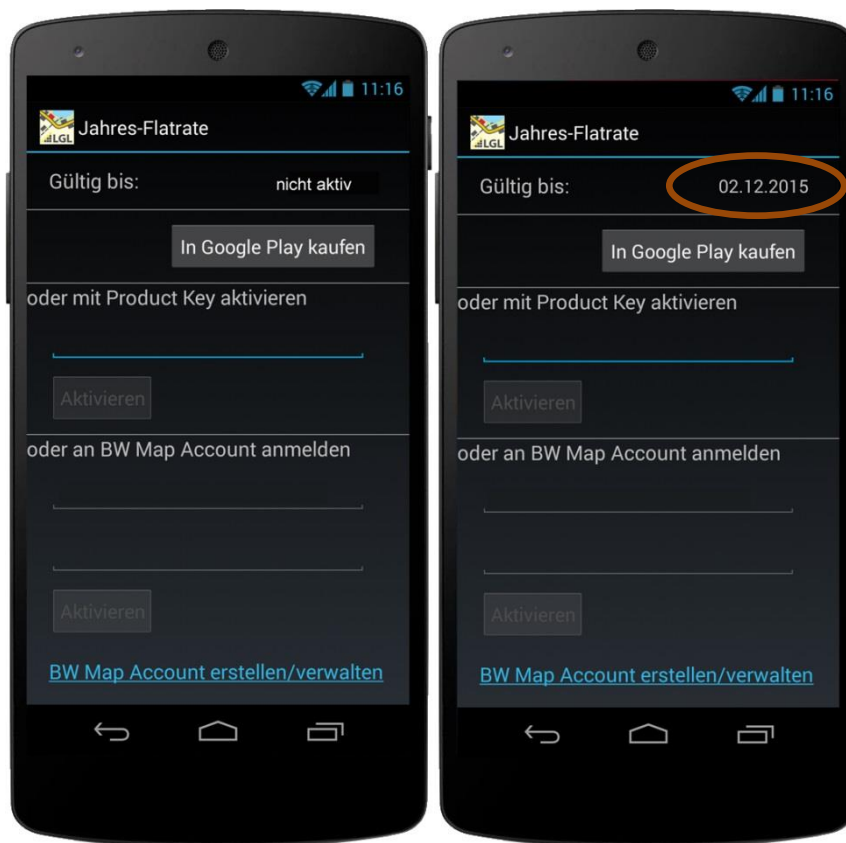 11:16
LGL Jahres-Flatrate
Gültig bis: nicht aktiv
In Google Play kaufen
oder mit Product Key aktivieren
Aktivieren
oder an BW Map Account anmelden
Aktivieren
BW Map Account erstellen/verwalten
11:16
LGL Jahres-Flatrate
Gültig bis: 02.12.2015
In Google Play kaufen
oder mit Product Key aktivieren
Aktivieren
oder an BW Map Account anmelden
Aktivieren
BW Map Account erstellen/verwalten